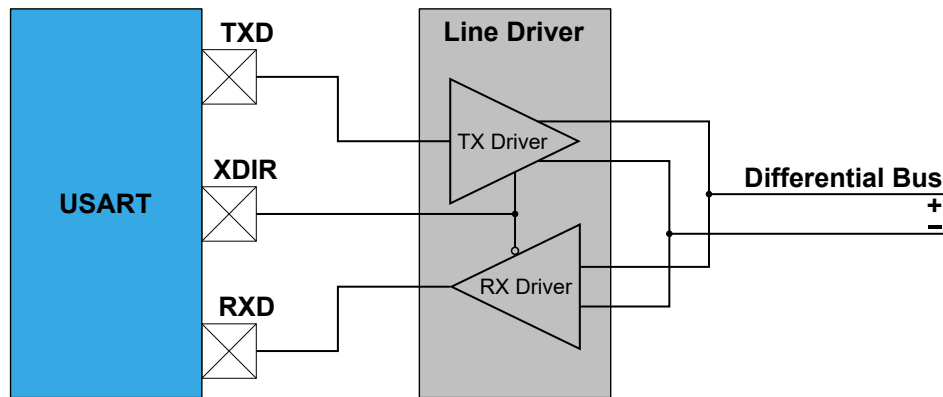 TXD
Line Driver
TX Driver
XDIR
Differential Bus
USART
+
−
RX Driver
RXD